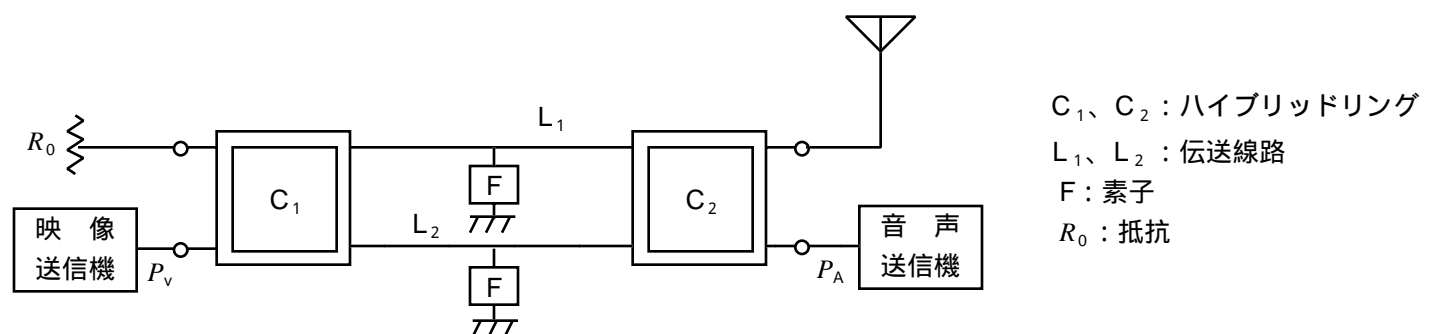 R₀
映 像
送信機
Pᵥ
C₁
L₁
L₂
F
F
C₂
P_A
音 声
送信機
C₁、C₂：ハイブリッドリング
L₁、L₂：伝送線路
F：素子
R₀：抵抗